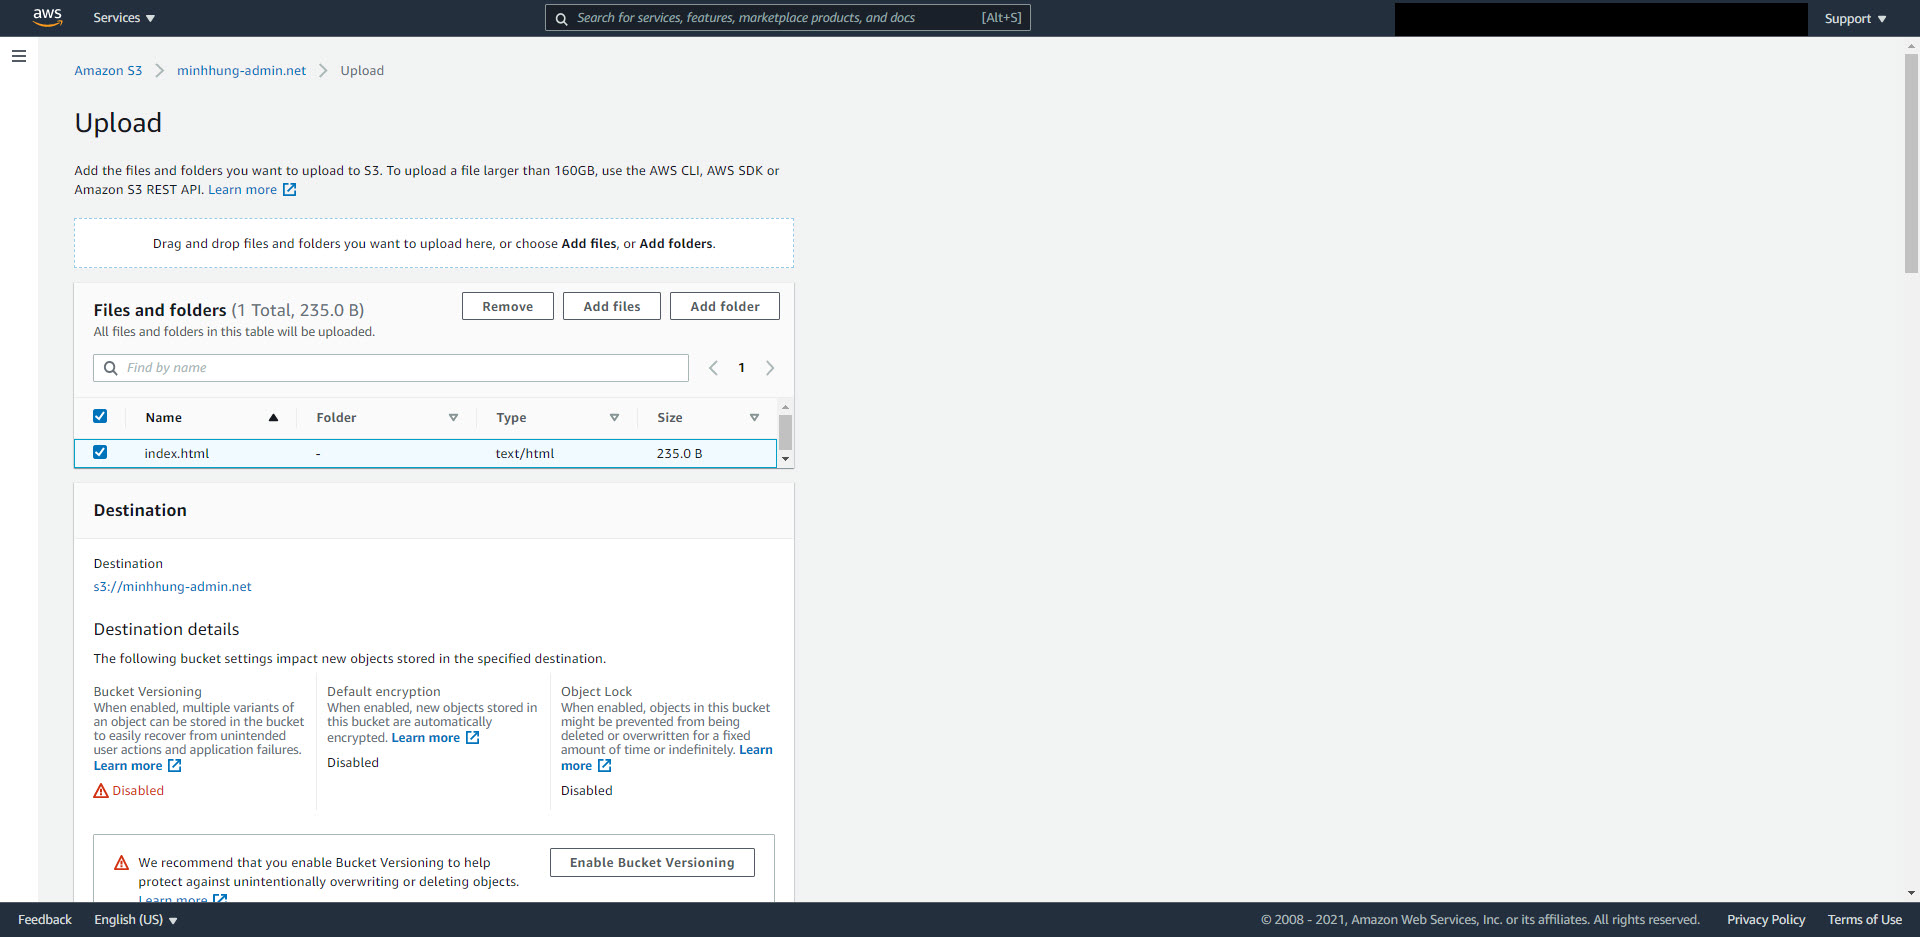 aws Services Search for services, features, marketplace products, and docs [Alt+S] Support
Amazon S3 minhhung-admin.net Upload
Upload
Add the files and folders you want to upload to S3. To upload a file larger than 160GB, use the AWS CLI, AWS SDK or
Amazon S3 REST API. Learn more
Drag and drop files and folders you want to upload here, or choose Add files, or Add folders.
Files and folders (1 Total, 235.0 B) Remove Add files Add folder
All files and folders in this table will be uploaded.
Find by name 1
Name Folder Type Size
index.html - text/html 235.0 B
Destination
Destination
s3://minhhung-admin.net
Destination details
The following bucket settings impact new objects stored in the specified destination.
Bucket Versioning
When enabled, multiple variants of
an object can be stored in the bucket
to easily recover from unintended
user actions and application failures.
Learn more
Disabled
Default encryption
When enabled, new objects stored in
this bucket are automatically
encrypted. Learn more
Disabled
Object Lock
When enabled, objects in this bucket
might be prevented from being
deleted or overwritten for a fixed
amount of time or indefinitely. Learn
more
Disabled
We recommend that you enable Bucket Versioning to help
protect against unintentionally overwriting or deleting objects.
Learn more
Enable Bucket Versioning
Feedback English (US) © 2008 - 2021, Amazon Web Services, Inc. or its affiliates. All rights reserved. Privacy Policy Terms of Use